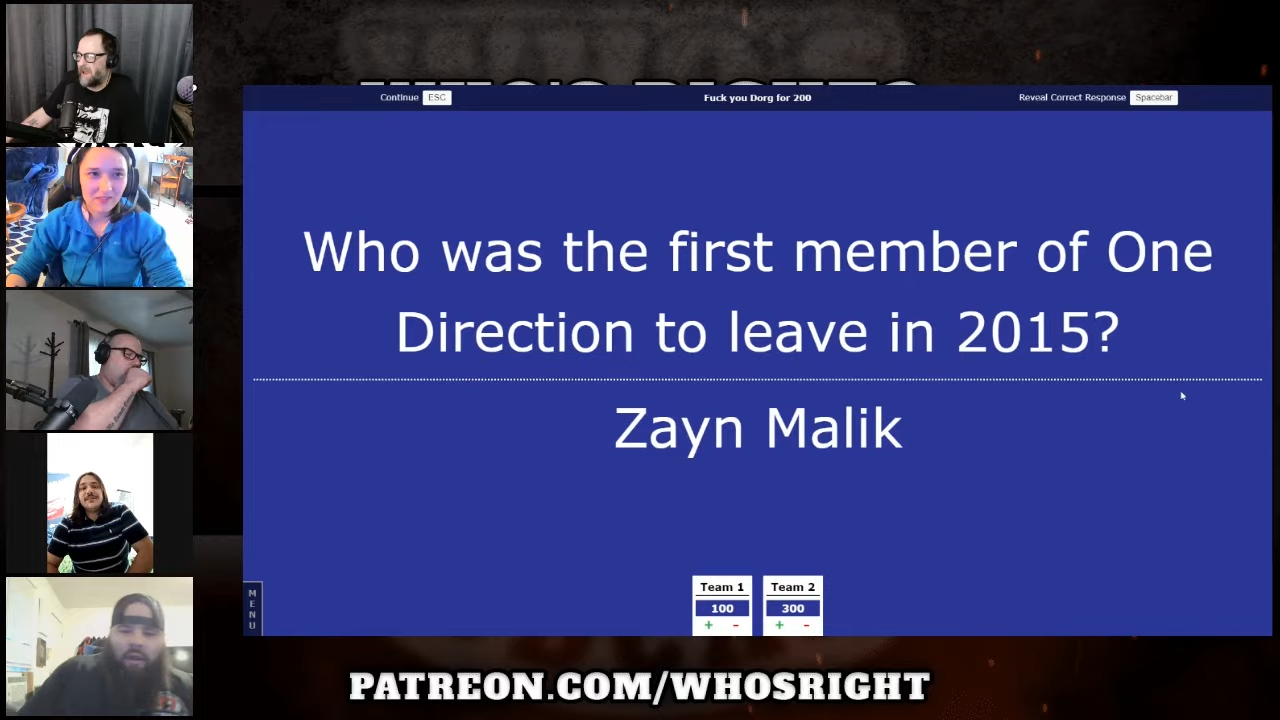 Continue ESC
Fuck you Dorg for 200
Reveal Correct Response Spacebar
Who was the first member of One
Direction to leave in 2015?
Zayn Malik
MENU
Team 1
100
+ -
Team 2
300
+ -
PATREON.COM/WHOSRIGHT